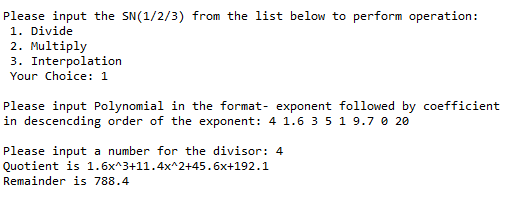 Please input the SN(1/2/3) from the list below to perform operation:
1. Divide
2. Multiply
3. Interpolation
Your Choice: 1
Please input Polynomial in the format- exponent followed by coefficient
in descencding order of the exponent: 4 1.6 3 5 1 9.7 0 20
Please input a number for the divisor: 4
Quotient is 1.6x^3+11.4x^2+45.6x+192.1
Remainder is 788.4